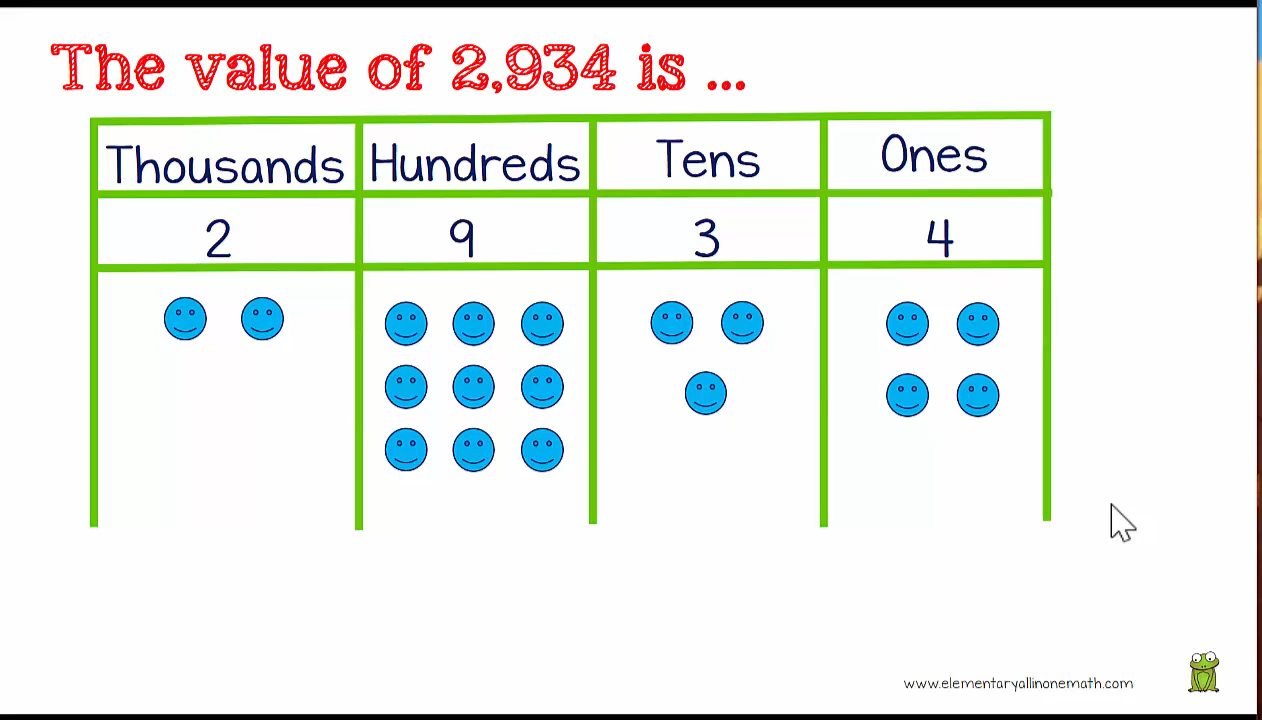 The value of 2,934 is ...
Thousands Hundreds Tens Ones
2 9 3 4
www.elementaryallinonemath.com